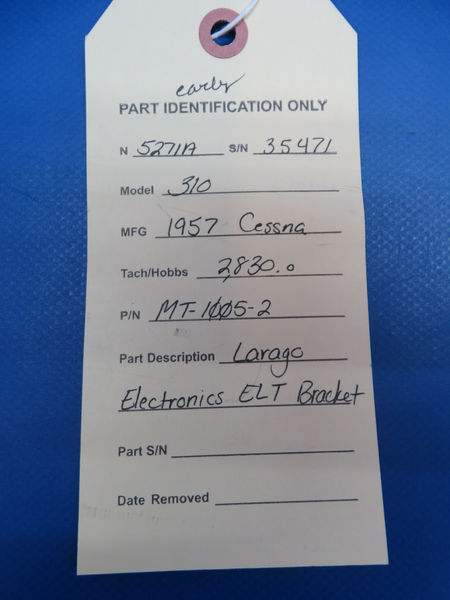 early
PART IDENTIFICATION ONLY
N 5271A S/N 35471
Model 310
MFG 1957 Cessna
Tach/Hobbs 2,830.0
P/N MT-1005-2
Part Description Larago
Electronics ELT Bracket
Part S/N
Date Removed